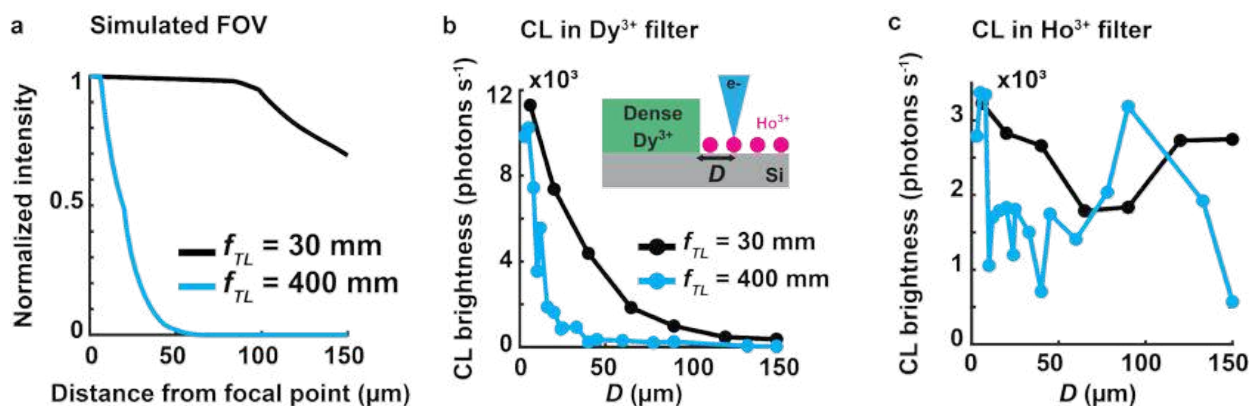 a Simulated FOV
Normalized intensity
1
0.5
0
0 50 100 150
Distance from focal point (µm)
f_TL = 30 mm
f_TL = 400 mm
b CL in Dy³⁺ filter
CL brightness (photons s⁻¹)
x10³
12
8
4
0
0 50 100 150
D (µm)
Dense
Dy³⁺
e-
Ho³⁺
D
Si
f_TL = 30 mm
f_TL = 400 mm
c CL in Ho³⁺ filter
CL brightness (photons s⁻¹)
x10³
3
2
1
0
0 50 100 150
D (µm)